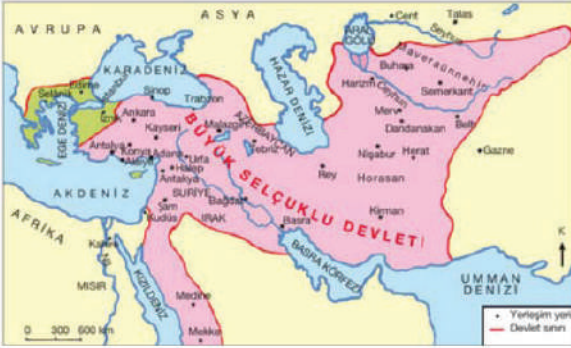 AVRUPA
ASYA
Cent
Talas
Seyhun
ARAL GÖLÜ
KARADENİZ
HAZAR DENİZİ
Maveraünnehir
Buhara
Edirne
İstanbul
Selanik
Sinop
Trabzon
Harizm
Ceyhun
Semerkant
EGE DENİZİ
İznik
Ankara
Kayseri
Malazgirt
AZERBAYCAN
Merv
Dandanakan
Belh
Tebriz
Antalya
Konya
Adana
Urfa
Alanya
Halep
Antakya
Nişabur
Herat
Gazne
Rey
Horasan
BÜYÜK SELÇUKLU DEVLETİ
AKDENİZ
SURİYE
Şam
Bağdat
IRAK
Kudüs
Basra
Kirman
AFRİKA
Kahire
NİL
MISIR
KIZILDENİZ
BASRA KÖRFEZİ
UMMAN DENİZİ
K
Medine
Mekke
0 300 600 km
Yerleşim yeri
Devlet sınırı